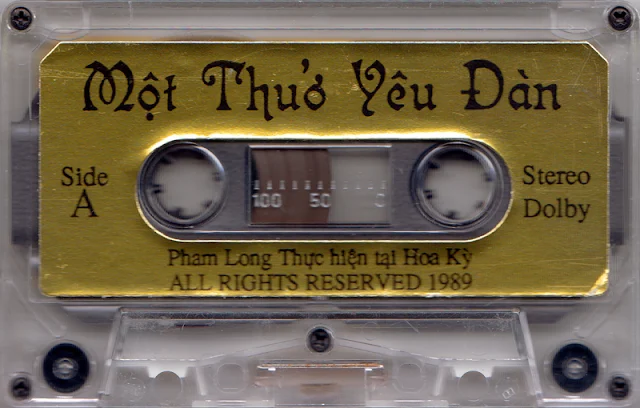 Một Thuở Yêu Đàn
Side
A
Stereo
Dolby
100 50 0
Phạm Long Thực hiện tại Hoa Kỳ
ALL RIGHTS RESERVED 1989